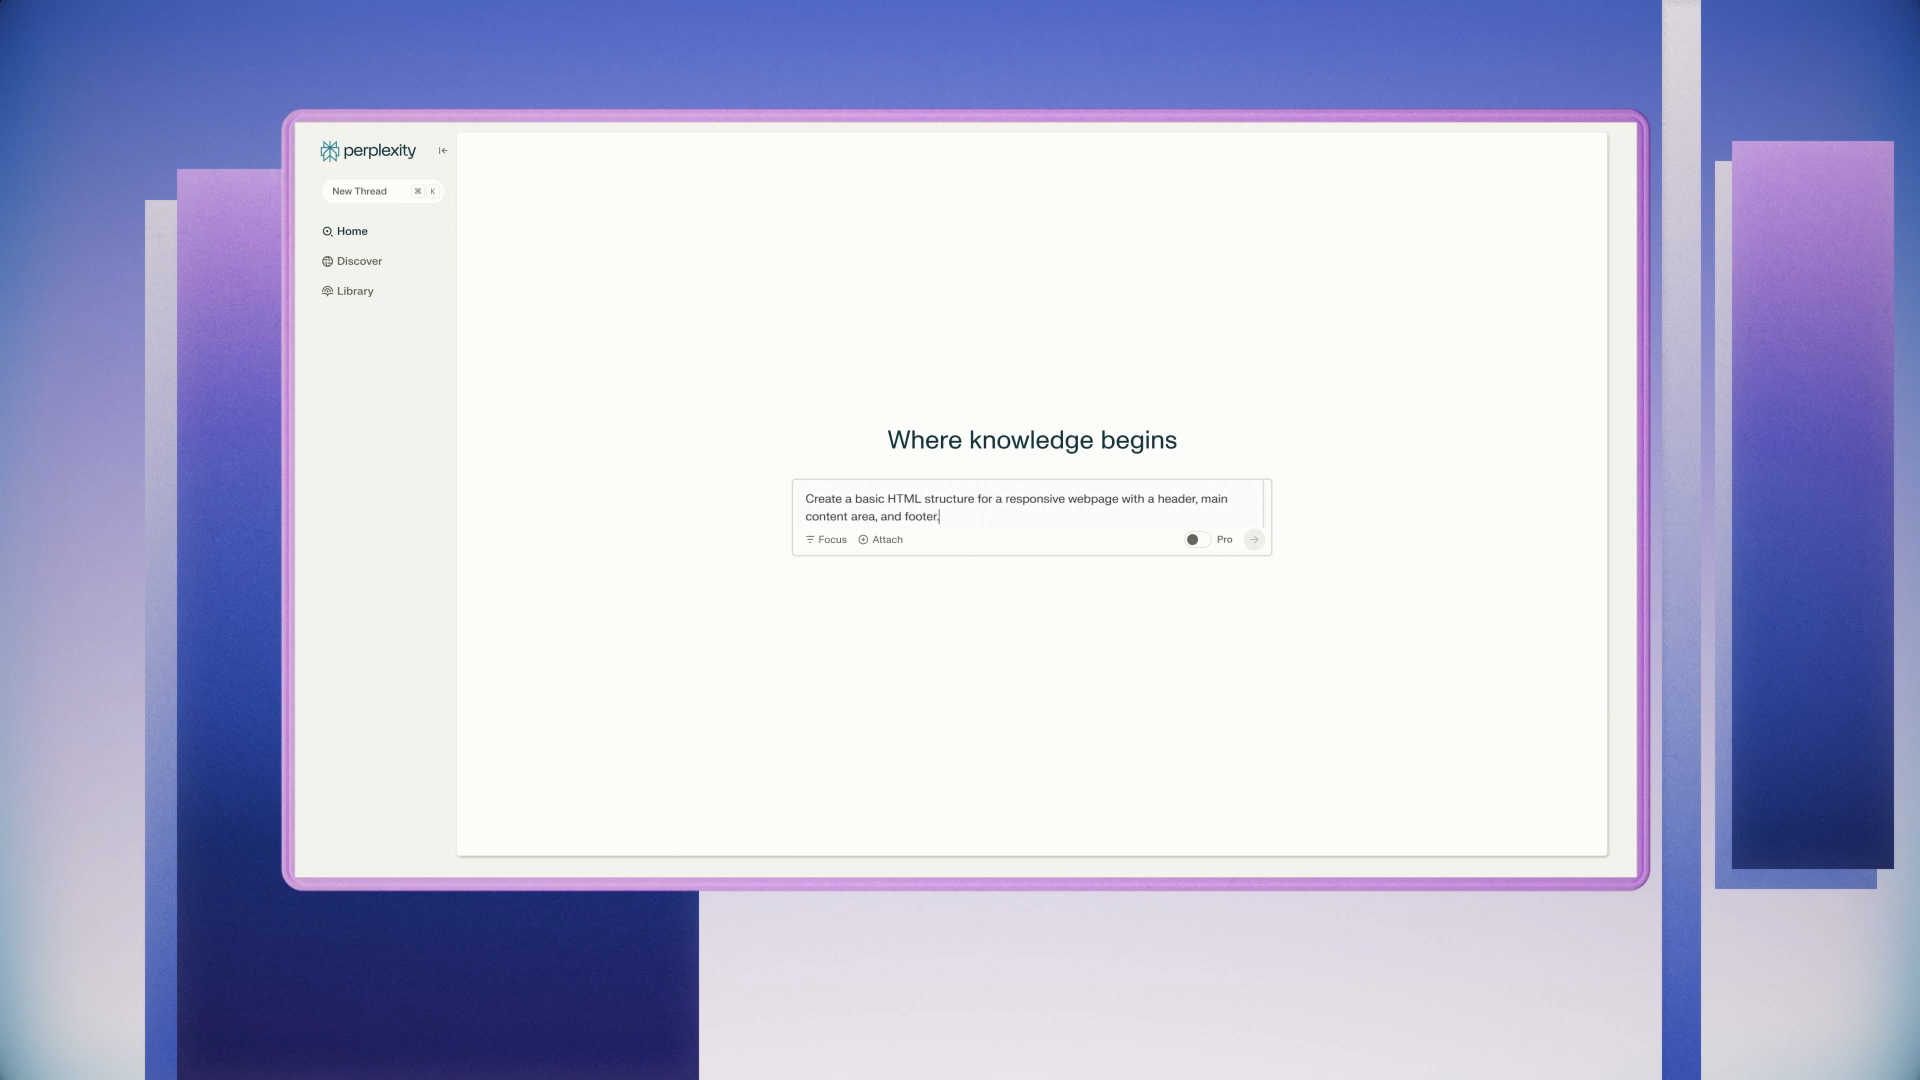 perplexity
New Thread ⌘ K
Home
Discover
Library
Where knowledge begins
Create a basic HTML structure for a responsive webpage with a header, main
content area, and footer.
Focus Attach Pro